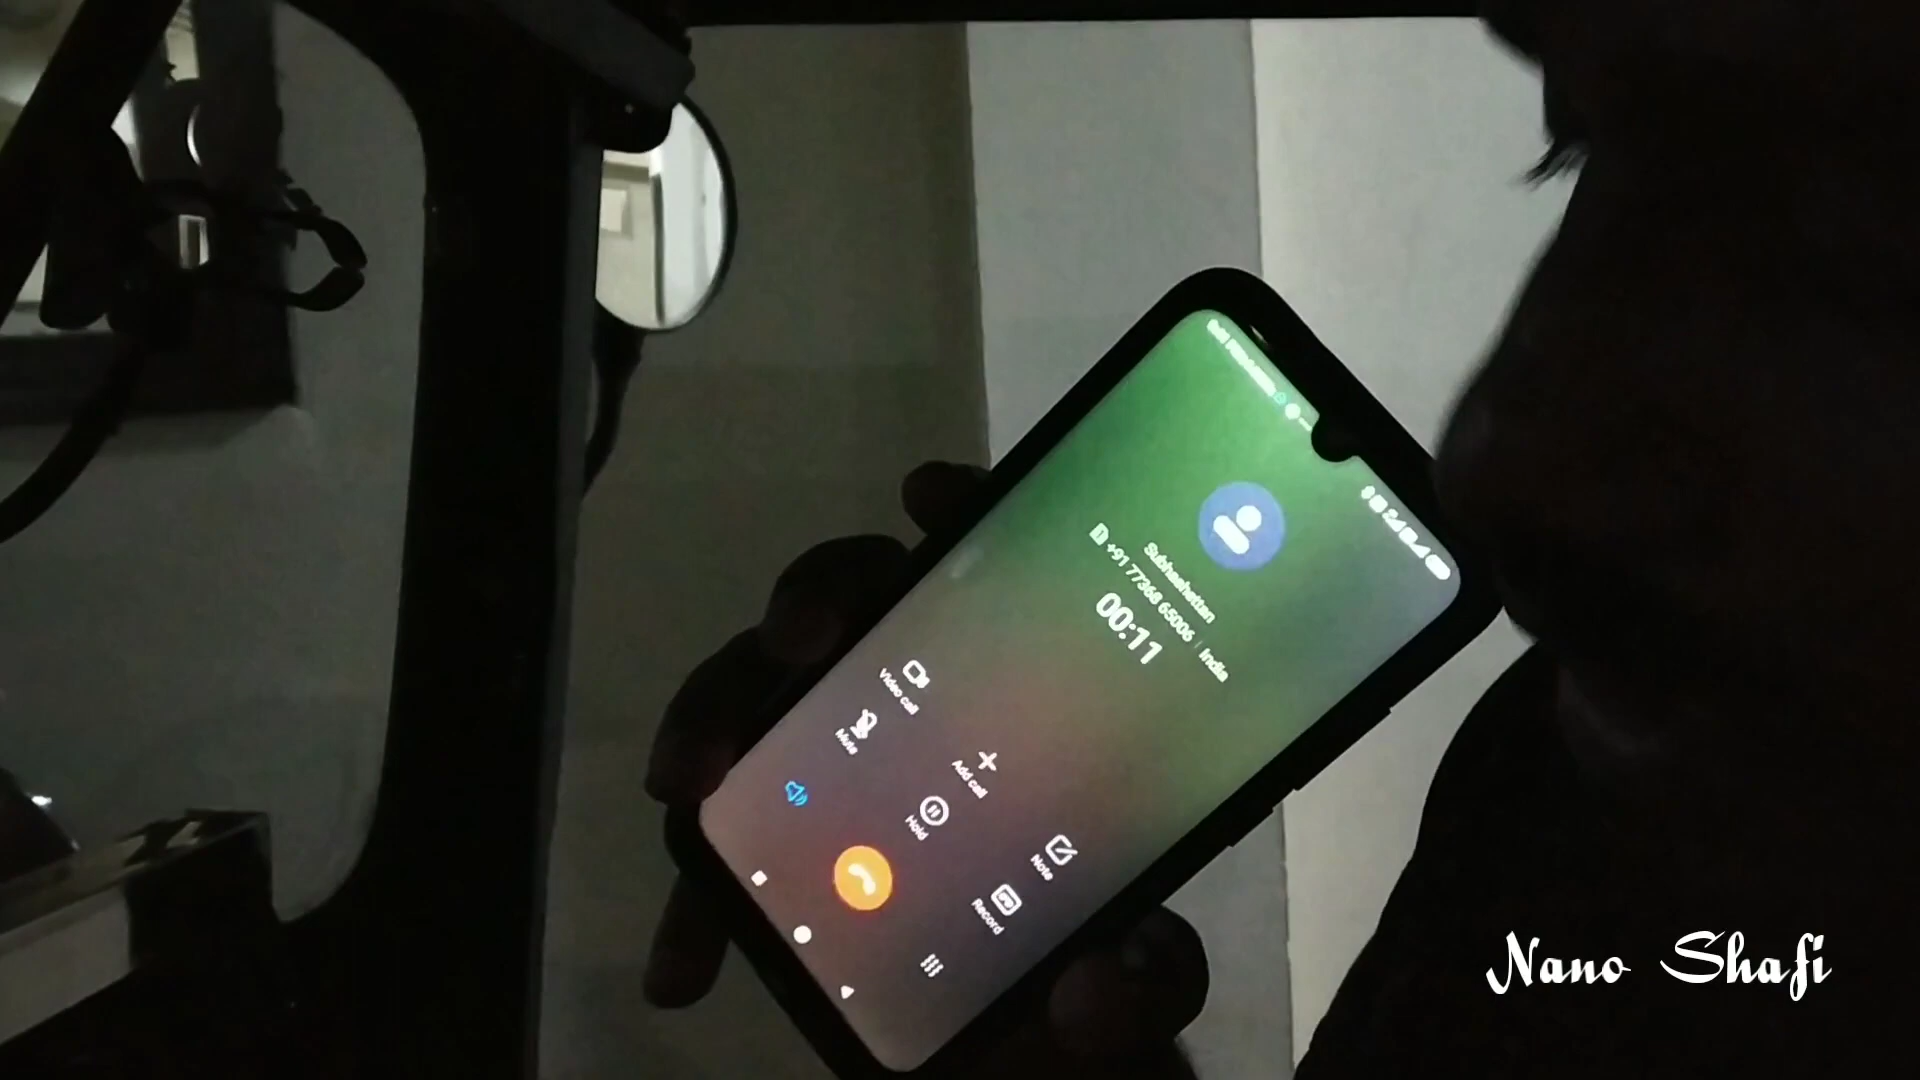 Subhashettan
+91 77368 65006 | India
00:11
Video call
Mute
Add call
Hold
Note
Record
Nano Shafi